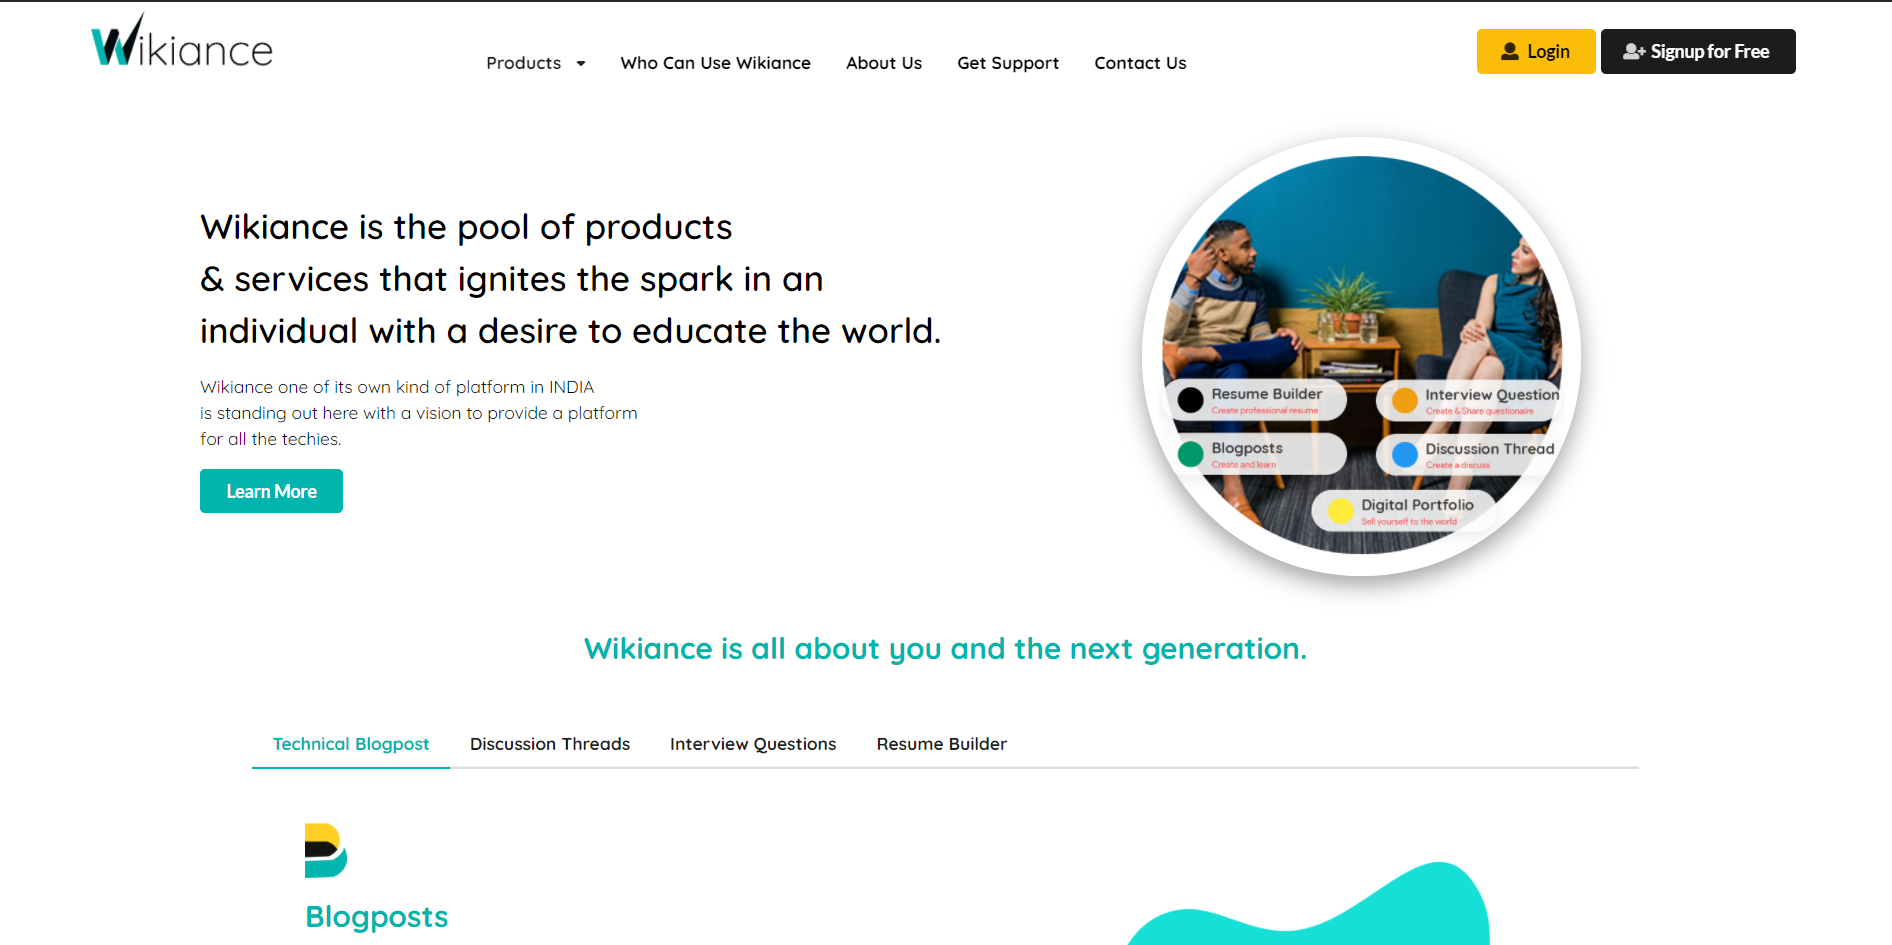 Wikiance
Products
Who Can Use Wikiance
About Us
Get Support
Contact Us
Login
Signup for Free
Wikiance is the pool of products
& services that ignites the spark in an
individual with a desire to educate the world.
Wikiance one of its own kind of platform in INDIA
is standing out here with a vision to provide a platform
for all the techies.
Learn More
Resume Builder
Create professional resume
Interview Question
Create & Share questionaire
Blogposts
Create and learn
Discussion Thread
Create a discuss
Digital Portfolio
Sell yourself to the world
Wikiance is all about you and the next generation.
Technical Blogpost
Discussion Threads
Interview Questions
Resume Builder
Blogposts